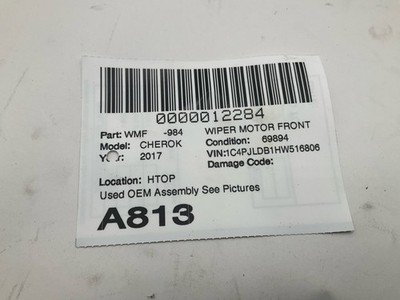 0000012284
Part: WMF -984 WIPER MOTOR FRONT
Model: CHEROK Condition: 69894
Year: 2017 VIN:1C4PJLDB1HW516806
Damage Code:
Location: HTOP
Used OEM Assembly See Pictures
A813